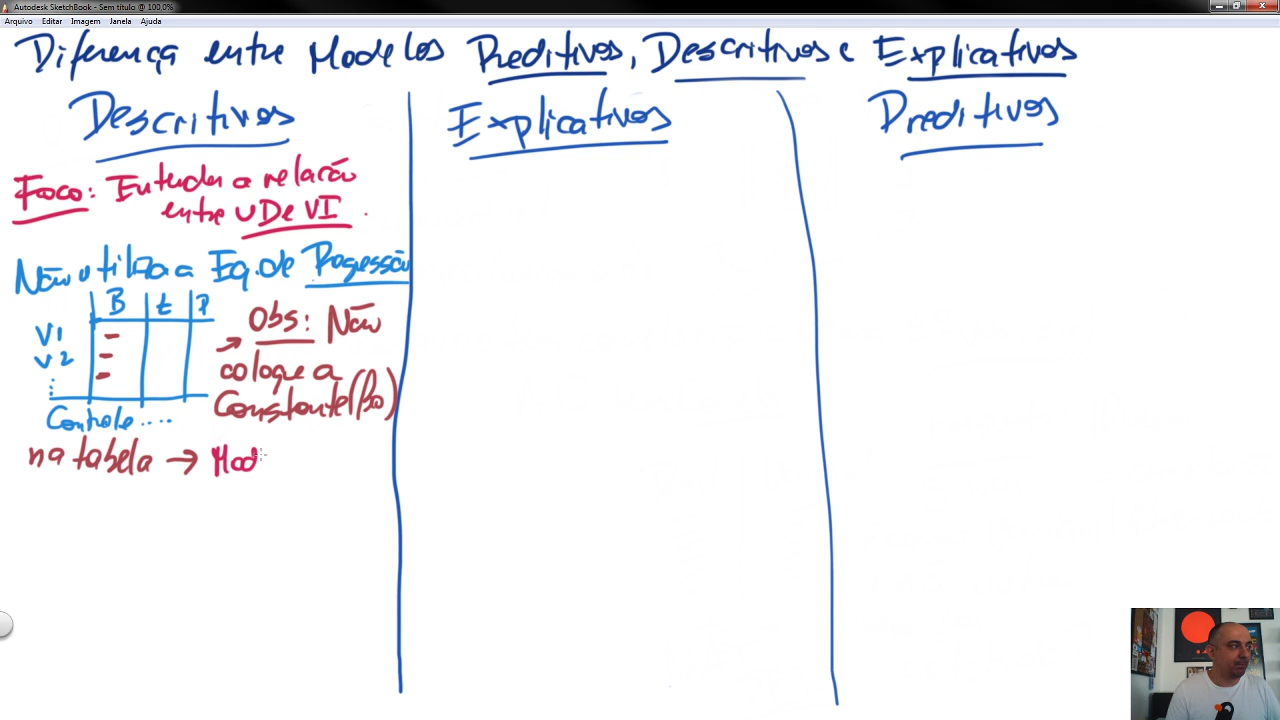 Autodesk SketchBook - Sem título @ 100,0%
Arquivo Editar Imagem Janela Ajuda
Diferença entre Modelos Preditivos, Descritivos e Explicativos
Descritivos
Foco: Entender a relação
entre VD e VI.
Não utiliza a Eq. de Regressão
B t P
V1
V2
Controle....
→ Obs: Não
coloque a
Constante (β0)
na tabela → Mod
Explicativos
Preditivos